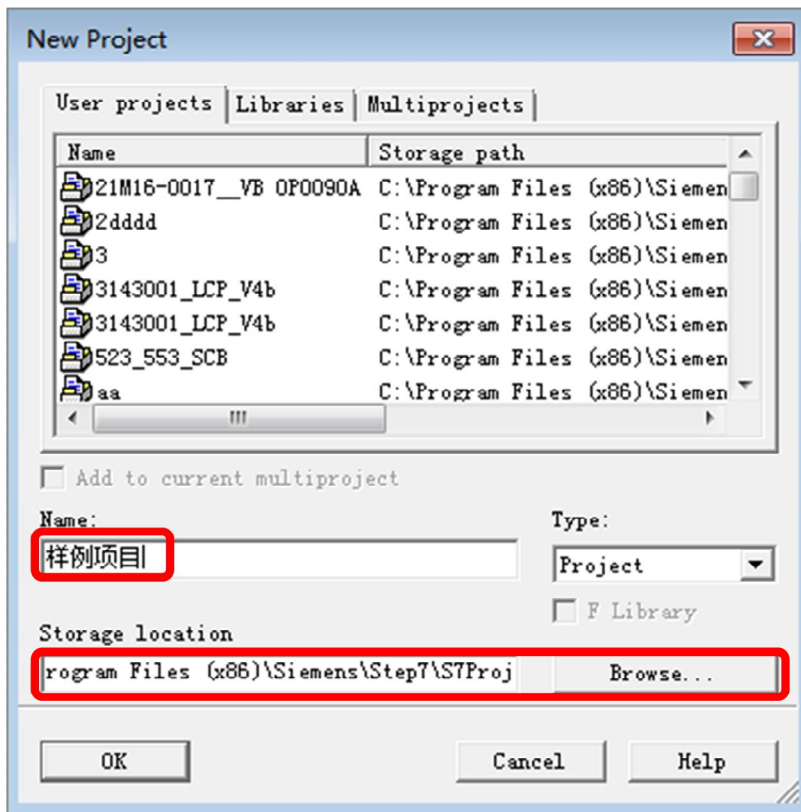 New Project
User projects Libraries Multiprojects
Name Storage path
21M16-0017__VB OP0090A C:\Program Files (x86)\Siemen
2dddd C:\Program Files (x86)\Siemen
3 C:\Program Files (x86)\Siemen
3143001_LCP_V4b C:\Program Files (x86)\Siemen
3143001_LCP_V4b C:\Program Files (x86)\Siemen
523_553_SCB C:\Program Files (x86)\Siemen
aa C:\Program Files (x86)\Siemen
Add to current multiproject
Name: Type:
样例项目 Project
F Library
Storage location
rogram Files (x86)\Siemens\Step7\S7Proj Browse...
OK Cancel Help